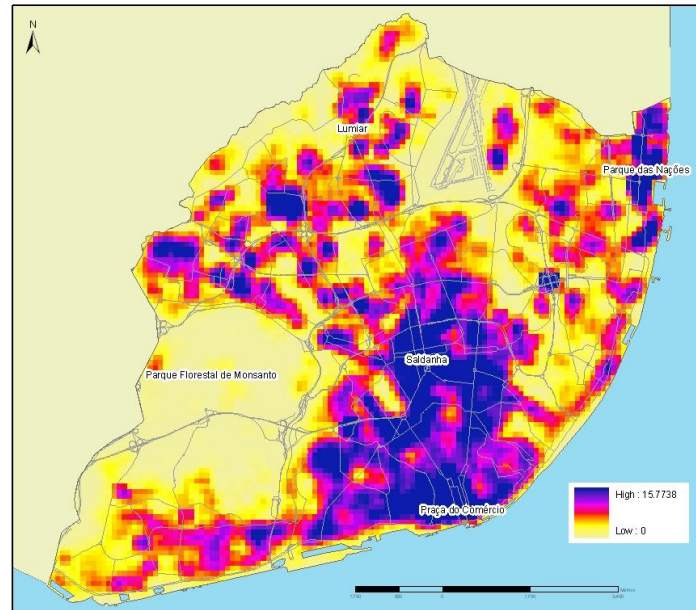 N
Lumiar
Parque das Nações
Saldanha
Parque Florestal de Monsanto
High : 15.7738
Praça do Comércio
Low : 0